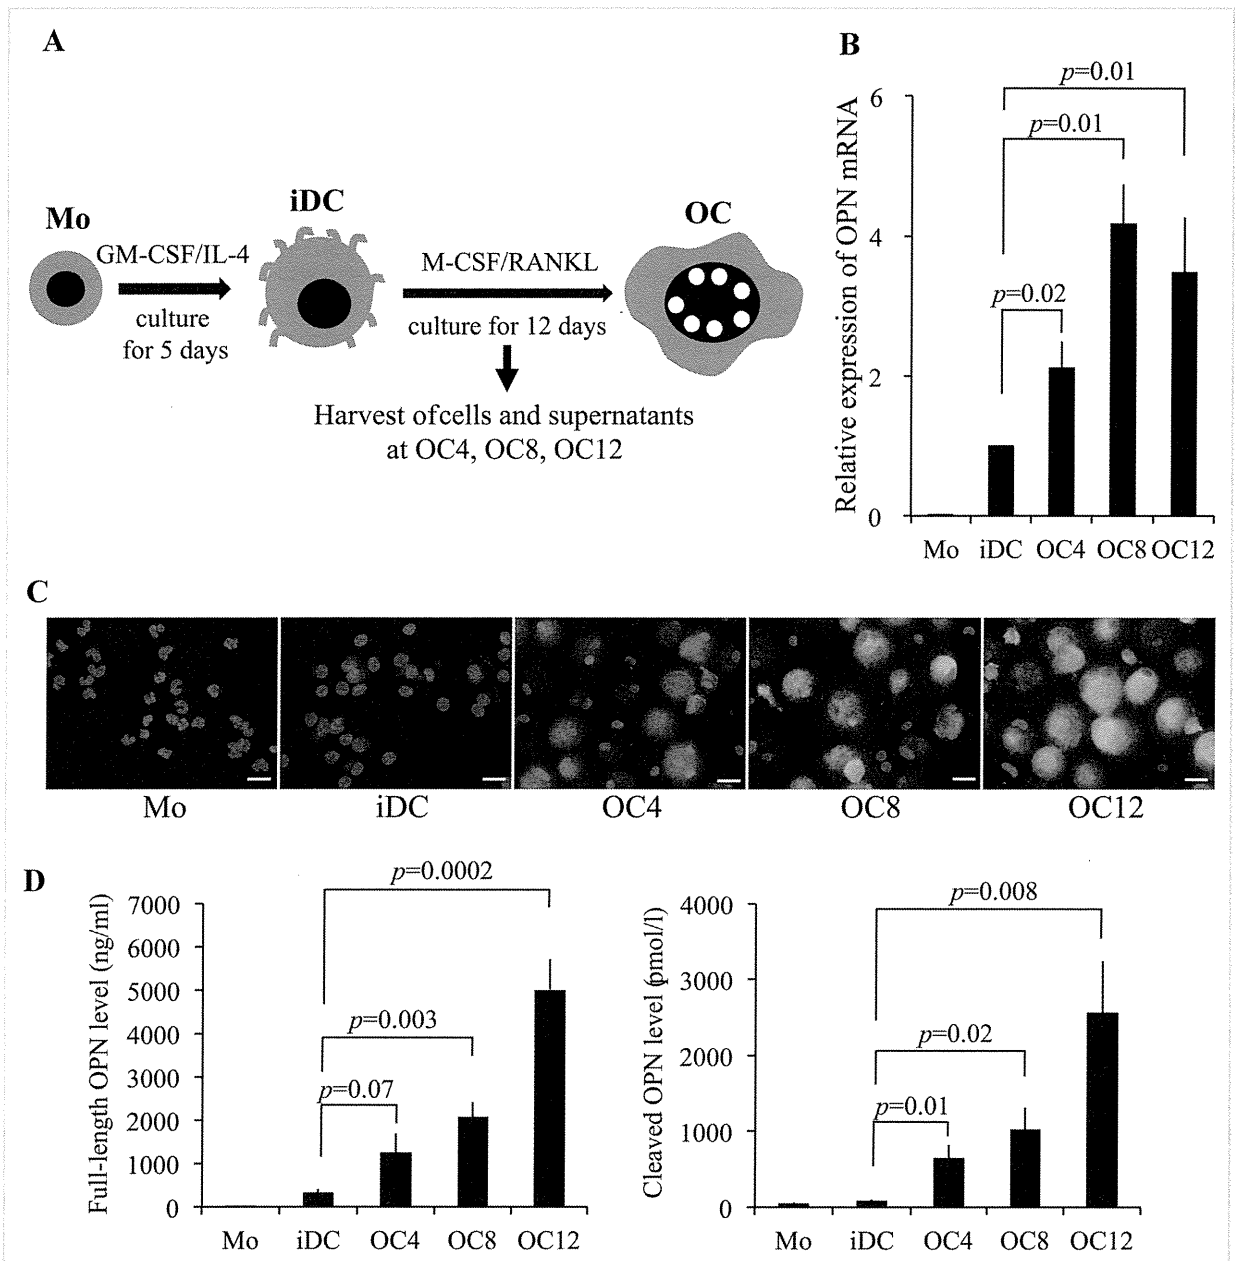 A
Mo
GM-CSF/IL-4
culture
for 5 days
iDC
M-CSF/RANKL
culture for 12 days
OC
Harvest of cells and supernatants
at OC4, OC8, OC12
B
Relative expression of OPN mRNA
6
4
2
0
p=0.01
p=0.01
p=0.02
Mo iDC OC4 OC8 OC12
C
Mo iDC OC4 OC8 OC12
D
Full-length OPN level (ng/ml)
7000
6000
5000
4000
3000
2000
1000
0
p=0.0002
p=0.003
p=0.07
Mo iDC OC4 OC8 OC12
Cleaved OPN level (pmol/l)
4000
3000
2000
1000
0
p=0.008
p=0.02
p=0.01
Mo iDC OC4 OC8 OC12